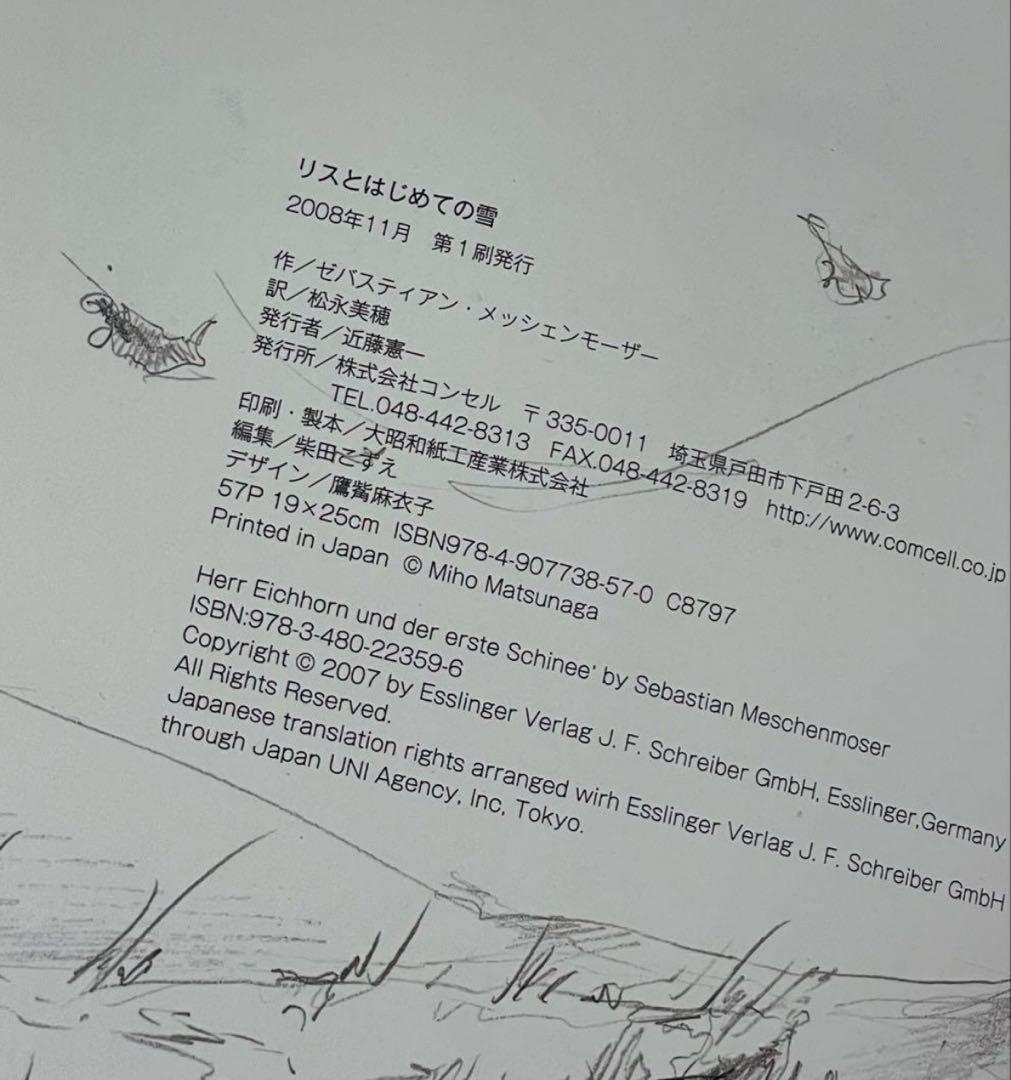 リスとはじめての雪
2008年11月　第1刷発行
作／ゼバスティアン・メッシェンモーザー
訳／松永美穂
発行者／近藤憲一
発行所／株式会社コンセル　〒335-0011　埼玉県戸田市下戸田2-6-3
TEL.048-442-8313　FAX.048-442-8319　http://www.comcell.co.jp
印刷・製本／大昭和紙工産業株式会社
編集／柴田こずえ
デザイン／鷹觜麻衣子
57P 19×25cm ISBN978-4-907738-57-0 C8797
Printed in Japan © Miho Matsunaga
Herr Eichhorn und der erste Schinee' by Sebastian Meschenmoser
ISBN:978-3-480-22359-6
Copyright © 2007 by Esslinger Verlag J. F. Schreiber GmbH, Esslinger,Germany
All Rights Reserved.
Japanese translation rights arranged wirh Esslinger Verlag J. F. Schreiber GmbH
through Japan UNI Agency, Inc, Tokyo.